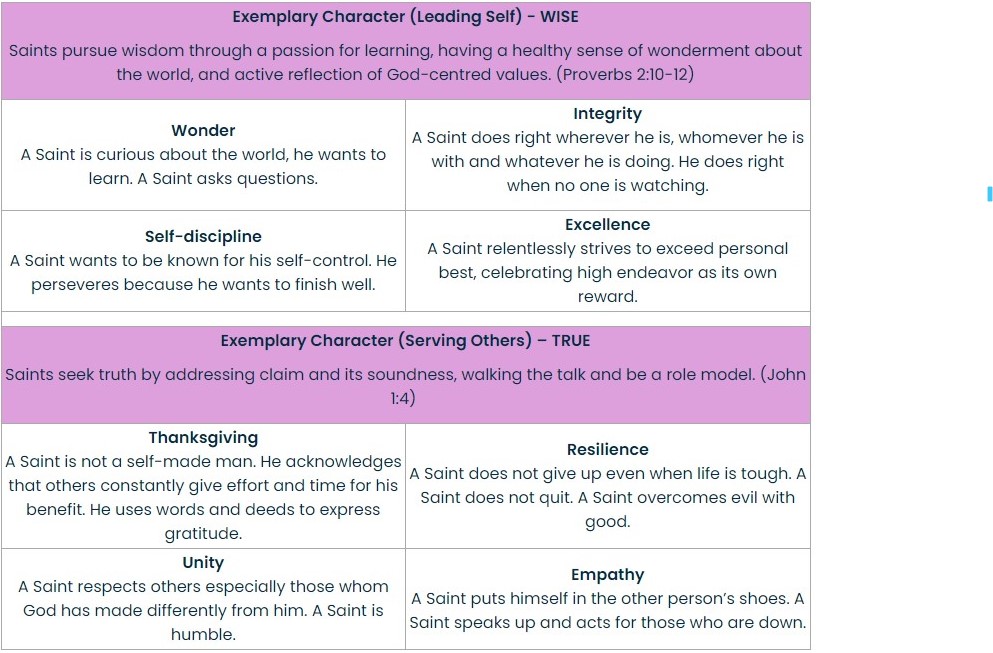 Exemplary Character (Leading Self) - WISE
Saints pursue wisdom through a passion for learning, having a healthy sense of wonderment about
the world, and active reflection of God-centred values. (Proverbs 2:10-12)
Wonder
A Saint is curious about the world, he wants to
learn. A Saint asks questions.
Integrity
A Saint does right wherever he is, whomever he is
with and whatever he is doing. He does right
when no one is watching.
Self-discipline
A Saint wants to be known for his self-control. He
perseveres because he wants to finish well.
Excellence
A Saint relentlessly strives to exceed personal
best, celebrating high endeavor as its own
reward.
Exemplary Character (Serving Others) – TRUE
Saints seek truth by addressing claim and its soundness, walking the talk and be a role model. (John
1:4)
Thanksgiving
A Saint is not a self-made man. He acknowledges
that others constantly give effort and time for his
benefit. He uses words and deeds to express
gratitude.
Resilience
A Saint does not give up even when life is tough. A
Saint does not quit. A Saint overcomes evil with
good.
Unity
A Saint respects others especially those whom
God has made differently from him. A Saint is
humble.
Empathy
A Saint puts himself in the other person’s shoes. A
Saint speaks up and acts for those who are down.